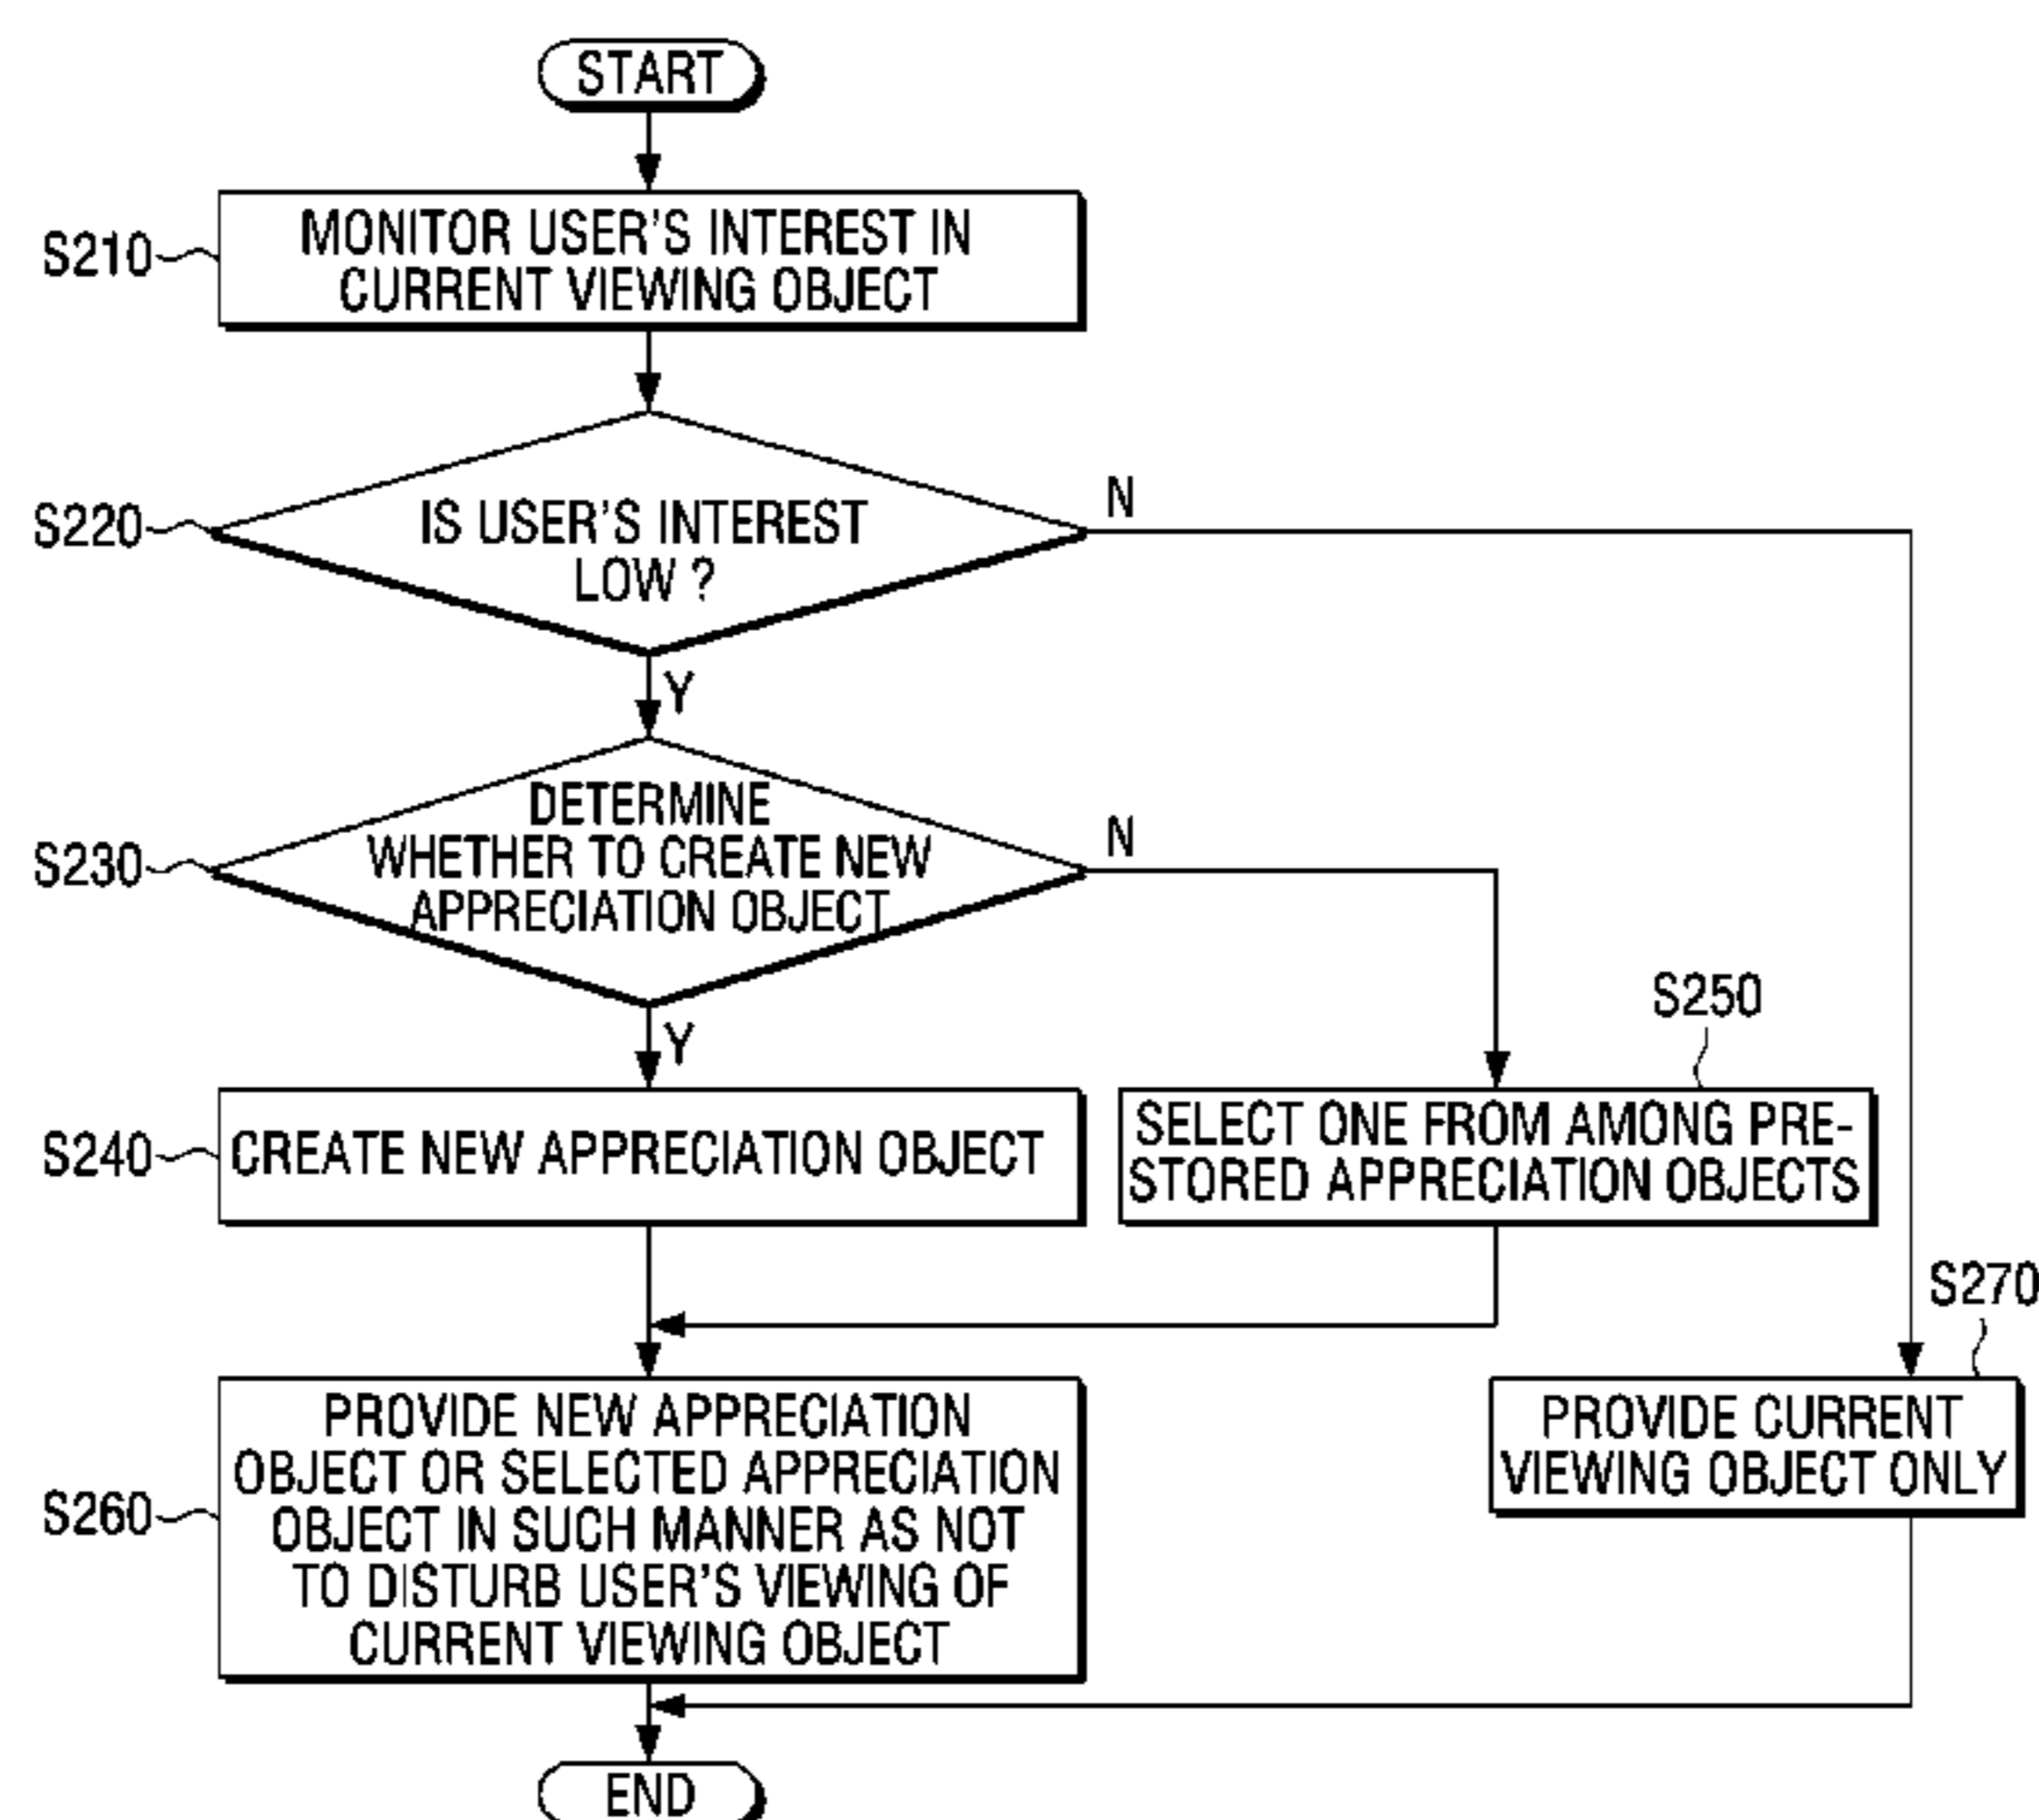 START
S210
MONITOR USER'S INTEREST IN
CURRENT VIEWING OBJECT
S220
IS USER'S INTEREST
LOW ?
N
Y
S230
DETERMINE
WHETHER TO CREATE NEW
APPRECIATION OBJECT
N
Y
S240
CREATE NEW APPRECIATION OBJECT
S250
SELECT ONE FROM AMONG PRE-
STORED APPRECIATION OBJECTS
S260
PROVIDE NEW APPRECIATION
OBJECT OR SELECTED APPRECIATION
OBJECT IN SUCH MANNER AS NOT
TO DISTURB USER'S VIEWING OF
CURRENT VIEWING OBJECT
S270
PROVIDE CURRENT
VIEWING OBJECT ONLY
END